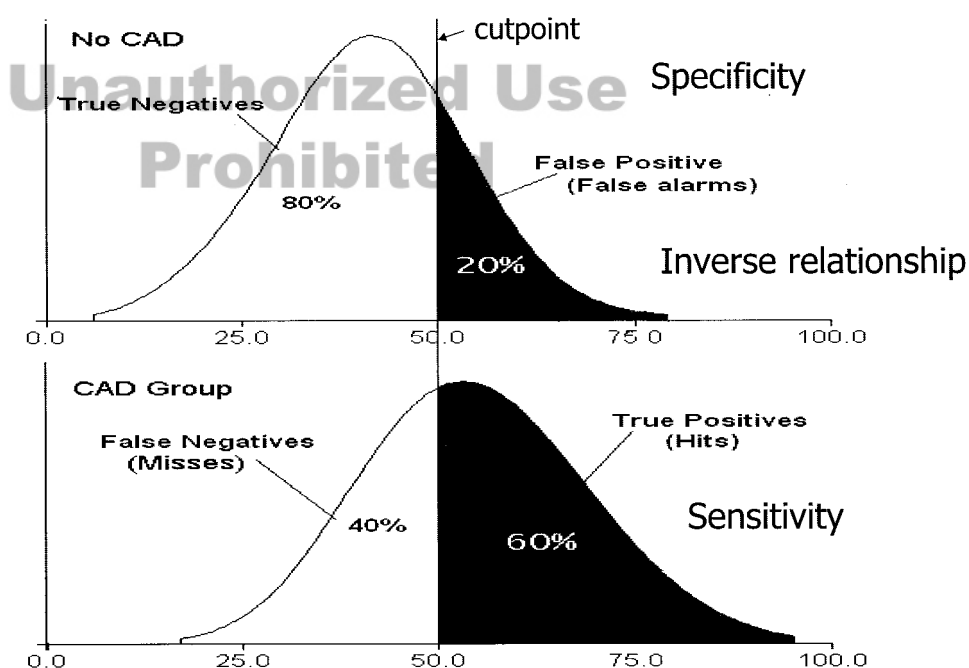 No CAD
cutpoint
Unauthorized Use
Prohibited
Specificity
True Negatives
False Positive
(False alarms)
80%
20%
Inverse relationship
0.0 25.0 50.0 75.0 100.0
CAD Group
True Positives
(Hits)
False Negatives
(Misses)
40%
60%
Sensitivity
0.0 25.0 50.0 75.0 100.0